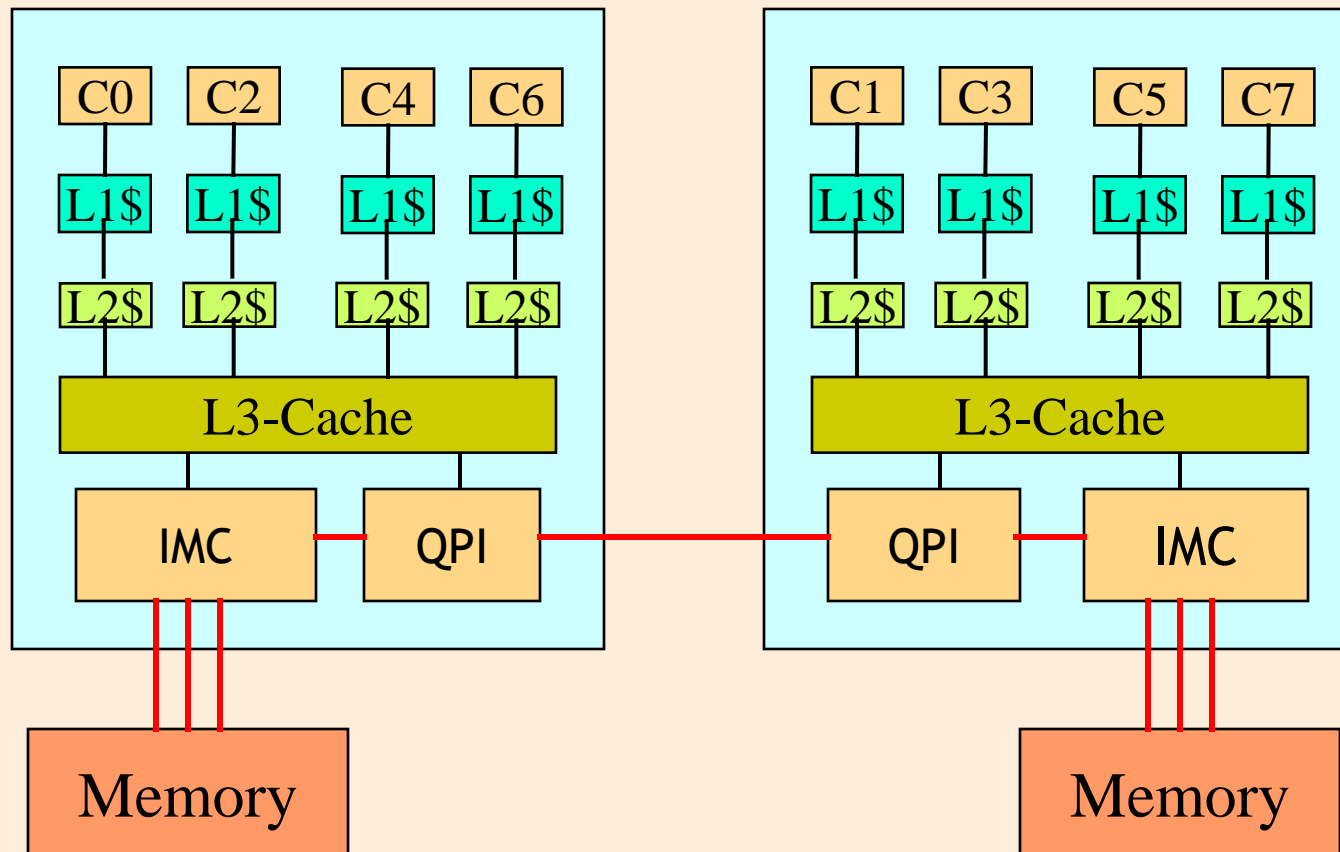 C0 C2 C4 C6 C1 C3 C5 C7
L1$ L1$ L1$ L1$ L1$ L1$ L1$ L1$
L2$ L2$ L2$ L2$ L2$ L2$ L2$ L2$
L3-Cache L3-Cache
IMC QPI QPI IMC
Memory Memory